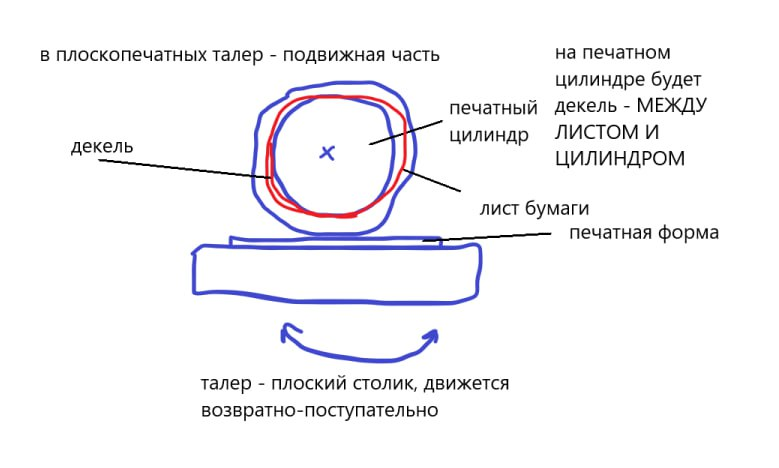 в плоскопечатных талер - подвижная часть
на печатном
цилиндре будет
декель - МЕЖДУ
ЛИСТОМ И
ЦИЛИНДРОМ
печатный
цилиндр
декель
лист бумаги
печатная форма
талер - плоский столик, движется
возвратно-поступательно